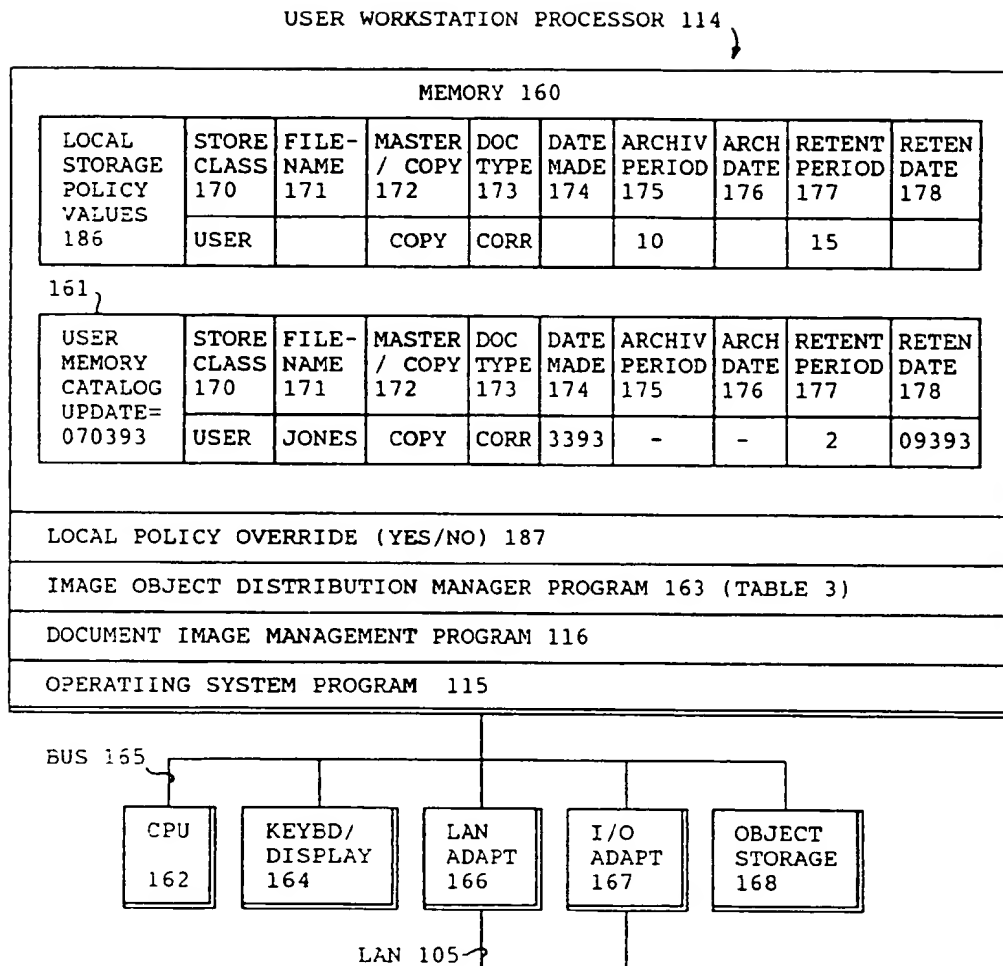 USER WORKSTATION PROCESSOR 114
MEMORY 160
LOCAL STORAGE POLICY VALUES 186
STORE CLASS 170
FILE-NAME 171
MASTER / COPY 172
DOC TYPE 173
DATE MADE 174
ARCHIV PERIOD 175
ARCH DATE 176
RETENT PERIOD 177
RETEN DATE 178
USER COPY CORR 10 15
161
USER MEMORY CATALOG UPDATE= 070393
STORE CLASS 170
FILE-NAME 171
MASTER / COPY 172
DOC TYPE 173
DATE MADE 174
ARCHIV PERIOD 175
ARCH DATE 176
RETENT PERIOD 177
RETEN DATE 178
USER JONES COPY CORR 3393 - - 2 09393
LOCAL POLICY OVERRIDE (YES/NO) 187
IMAGE OBJECT DISTRIBUTION MANAGER PROGRAM 163 (TABLE 3)
DOCUMENT IMAGE MANAGEMENT PROGRAM 116
OPERATIING SYSTEM PROGRAM 115
BUS 165
CPU 162
KEYBD/ DISPLAY 164
LAN ADAPT 166
I/O ADAPT 167
OBJECT STORAGE 168
LAN 105